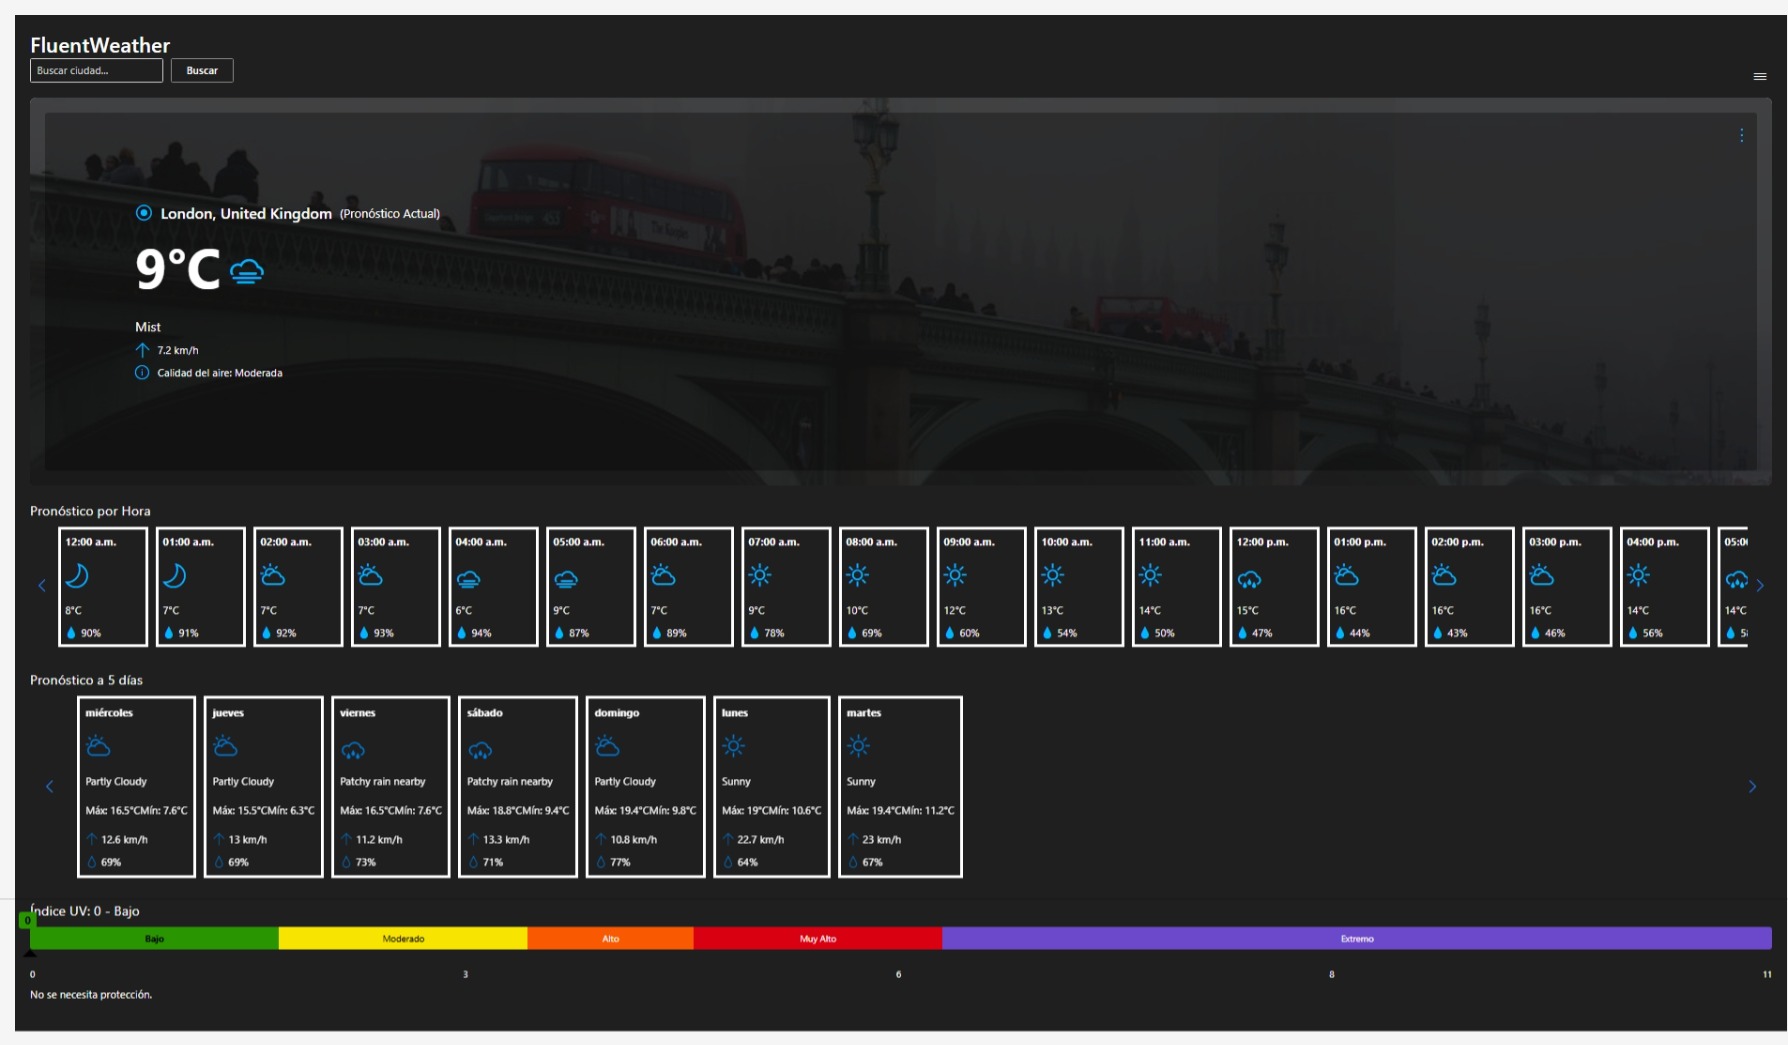 FluentWeather
Buscar ciudad... Buscar
London, United Kingdom (Pronóstico Actual)
9°C
Mist
7.2 km/h
Calidad del aire: Moderada
Pronóstico por Hora
12:00 a.m. 01:00 a.m. 02:00 a.m. 03:00 a.m. 04:00 a.m. 05:00 a.m. 06:00 a.m. 07:00 a.m. 08:00 a.m. 09:00 a.m. 10:00 a.m. 11:00 a.m. 12:00 p.m. 01:00 p.m. 02:00 p.m. 03:00 p.m. 04:00 p.m.
8°C 7°C 7°C 7°C 6°C 9°C 7°C 9°C 10°C 12°C 13°C 14°C 15°C 16°C 16°C 16°C 14°C 14°C
90% 91% 92% 93% 94% 87% 89% 78% 69% 60% 54% 50% 47% 44% 43% 46% 56%
Pronóstico a 5 días
miércoles jueves viernes sábado domingo lunes martes
Partly Cloudy Partly Cloudy Patchy rain nearby Patchy rain nearby Partly Cloudy Sunny Sunny
Máx: 16.5°CMín: 7.6°C Máx: 15.5°CMín: 6.3°C Máx: 16.5°CMín: 7.6°C Máx: 18.8°CMín: 9.4°C Máx: 19.4°CMín: 9.8°C Máx: 19°CMín: 10.6°C Máx: 19.4°CMín: 11.2°C
12.6 km/h 13 km/h 11.2 km/h 13.3 km/h 10.8 km/h 22.7 km/h 23 km/h
69% 69% 73% 71% 77% 64% 67%
Índice UV: 0 - Bajo
0
Bajo Moderado Alto Muy Alto Extremo
0 3 6 8 11
No se necesita protección.